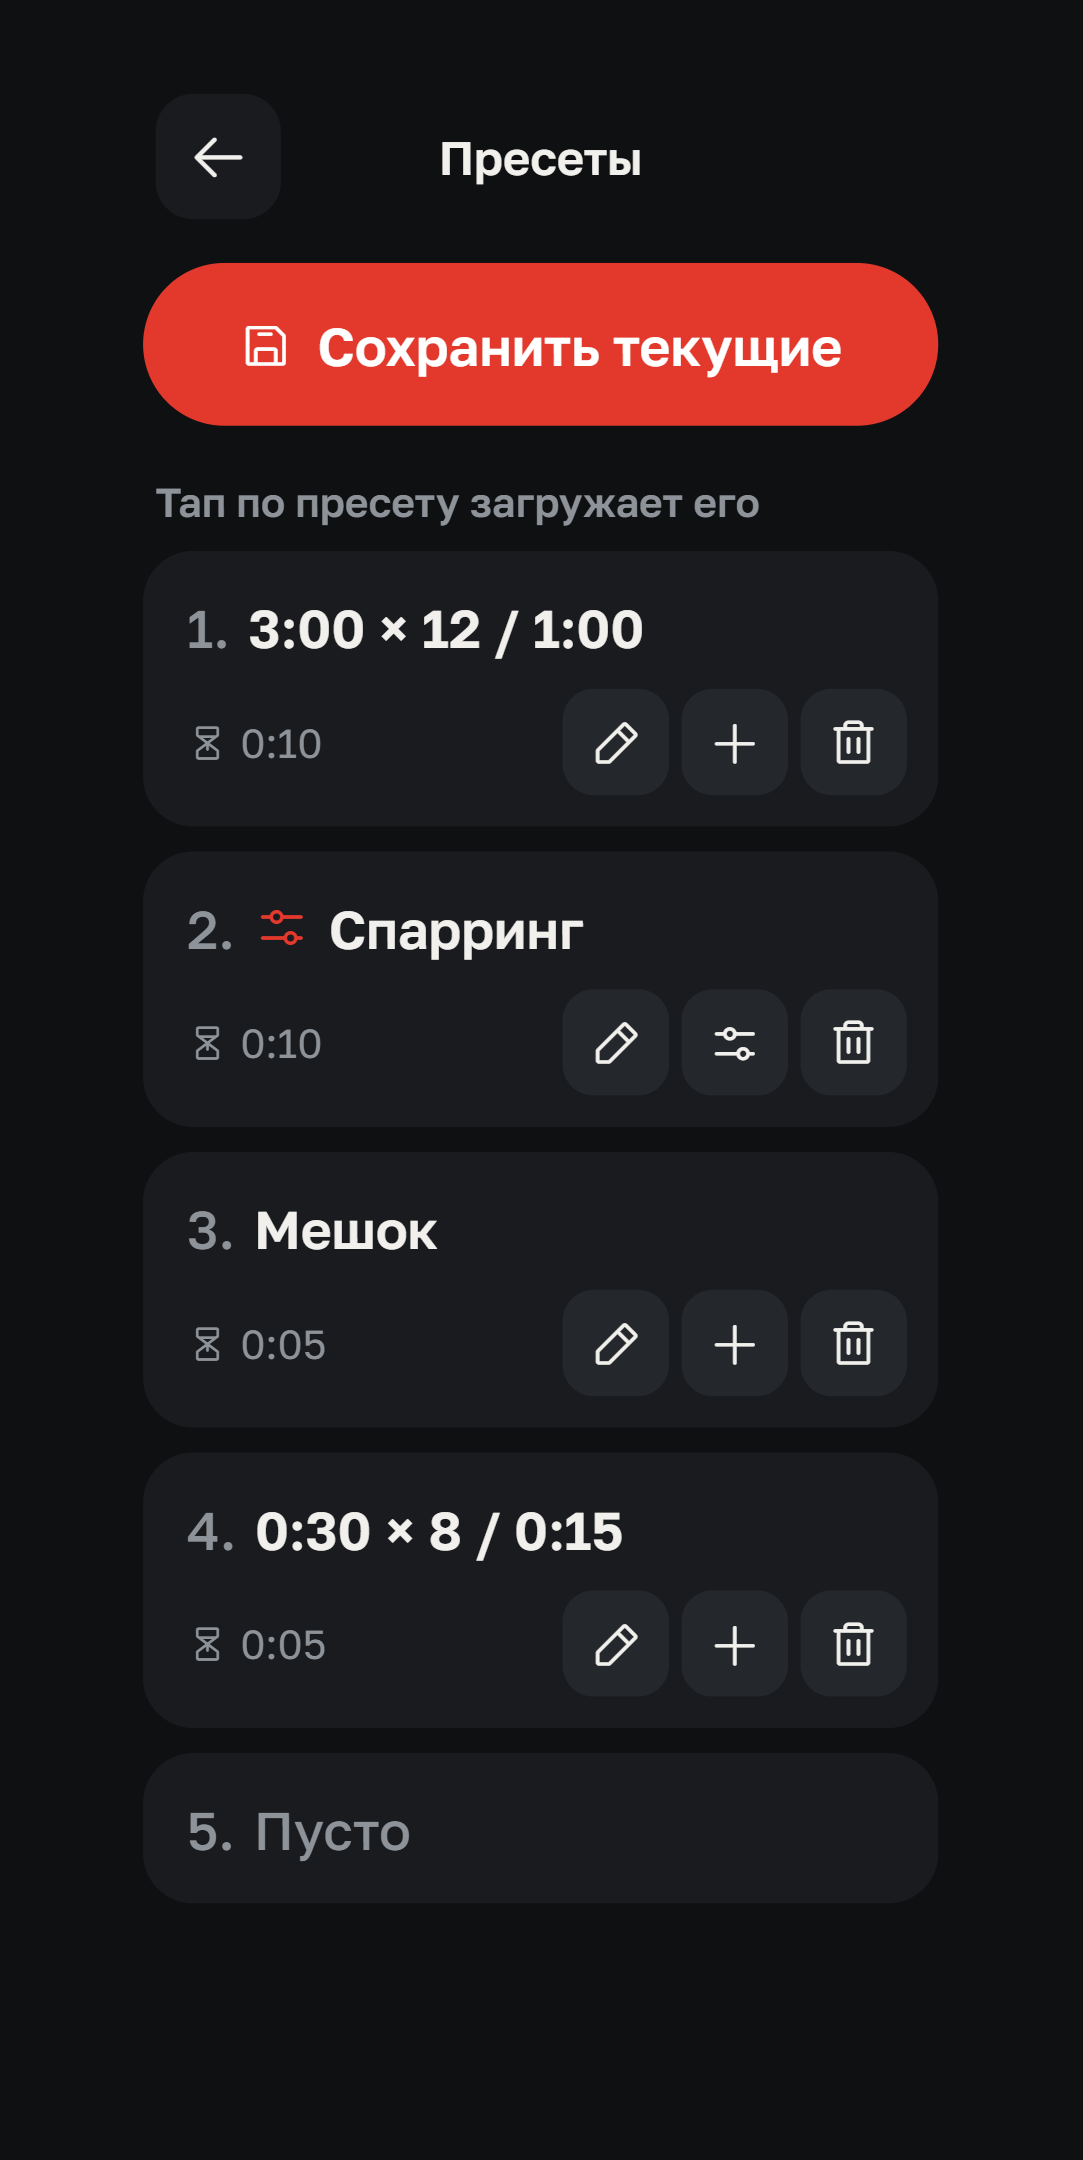 Пресеты
Сохранить текущие
Тап по пресету загружает его
1. 3:00 × 12 / 1:00
0:10
2. Спарринг
0:10
3. Мешок
0:05
4. 0:30 × 8 / 0:15
0:05
5. Пусто